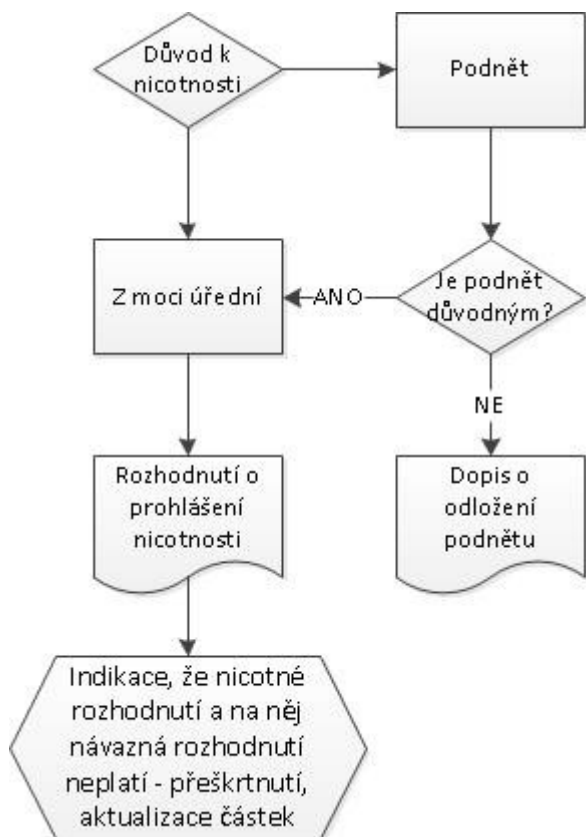 Důvod k
nicotnosti
Podnět
Z moci úřední
ANO
Je podnět
důvodným?
NE
Rozhodnutí o
prohlášení
nicotnosti
Dopis o
odložení
podnětu
Indikace, že nicotné
rozhodnutí a na něj
návazná rozhodnutí
neplatí - přeškrtnutí,
aktualizace částek